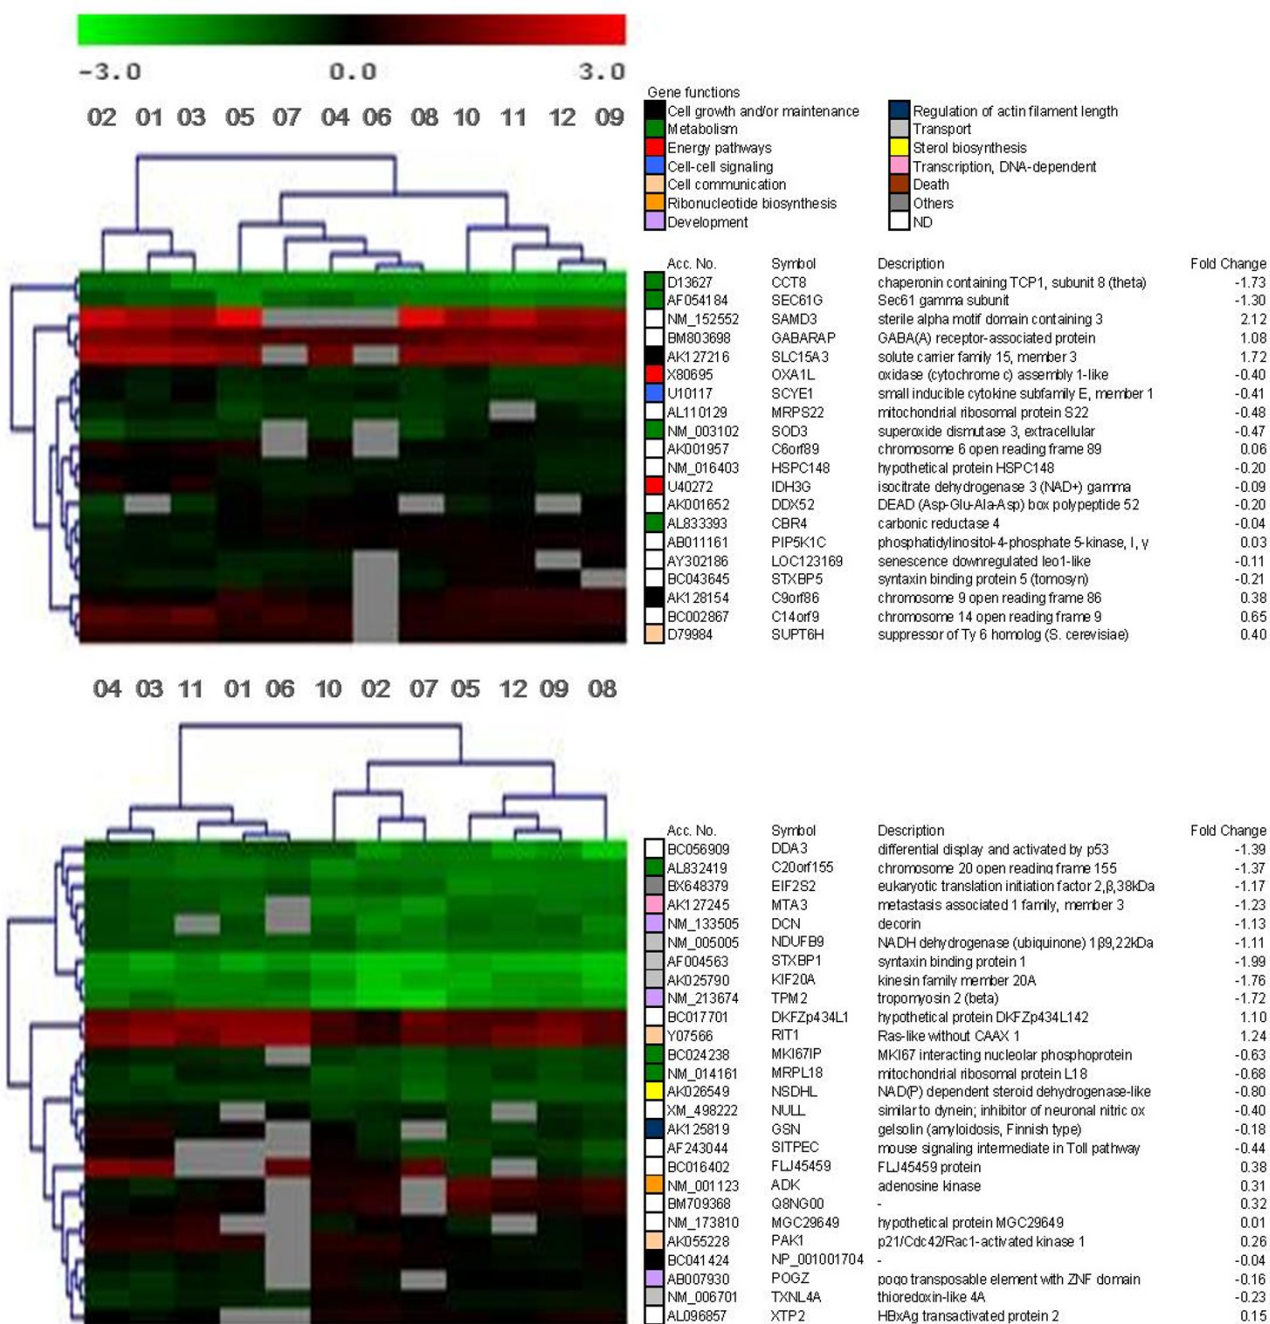 -3.0 0.0 3.0
02 01 03 05 07 04 06 08 10 11 12 09
Gene functions
Cell growth and/or maintenance Regulation of actin filament length
Metabolism Transport
Energy pathways Sterol biosynthesis
Cell-cell signaling Transcription, DNA-dependent
Cell communication Death
Ribonucleotide biosynthesis Others
Development ND
Acc. No. Symbol Description Fold Change
D13627 CCT8 chaperonin containing TCP1, subunit 8 (theta) -1.73
AF054184 SEC61G Sec61 gamma subunit -1.30
NM_152552 SAMD3 sterile alpha motif domain containing 3 2.12
BM803698 GABARAP GABA(A) receptor-associated protein 1.08
AK127216 SLC15A3 solute carrier family 15, member 3 1.72
X80695 OXA1L oxidase (cytochrome c) assembly 1-like -0.40
U10117 SCYE1 small inducible cytokine subfamily E, member 1 -0.41
AL110129 MRPS22 mitochondrial ribosomal protein S22 -0.48
NM_003102 SOD3 superoxide dismutase 3, extracellular -0.47
AK001957 C6orf89 chromosome 6 open reading frame 89 0.06
NM_016403 HSPC148 hypothetical protein HSPC148 -0.20
U40272 IDH3G isocitrate dehydrogenase 3 (NAD+) gamma -0.09
AK001652 DDX52 DEAD (Asp-Glu-Ala-Asp) box polypeptide 52 -0.20
AL833393 CBR4 carbonic reductase 4 -0.04
AB011161 PIP5K1C phosphatidylinositol-4-phosphate 5-kinase, I, γ 0.03
AY302186 LOC123169 senescence downregulated leo1-like -0.11
BC043645 STXBP5 syntaxin binding protein 5 (tomosyn) -0.21
AK128154 C9orf86 chromosome 9 open reading frame 86 0.38
BC002867 C14orf9 chromosome 14 open reading frame 9 0.65
D79984 SUPT6H suppressor of Ty 6 homolog (S. cerevisiae) 0.40
04 03 11 01 06 10 02 07 05 12 09 08
Acc. No. Symbol Description Fold Change
BC056909 DDA3 differential display and activated by p53 -1.39
AL832419 C20orf155 chromosome 20 open reading frame 155 -1.37
BX648379 EIF2S2 eukaryotic translation initiation factor 2,β,38kDa -1.17
AK127245 MTA3 metastasis associated 1 family, member 3 -1.23
NM_133505 DCN decorin -1.13
NM_005005 NDUFB9 NADH dehydrogenase (ubiquinone) 1β9,22kDa -1.11
AF004563 STXBP1 syntaxin binding protein 1 -1.99
AK025790 KIF20A kinesin family member 20A -1.76
NM_213674 TPM2 tropomyosin 2 (beta) -1.72
BC017701 DKFZp434L1 hypothetical protein DKFZp434L142 1.10
Y07566 RIT1 Ras-like without CAAX 1 1.24
BC024238 MKI67IP MKI67 interacting nucleolar phosphoprotein -0.63
NM_014161 MRPL18 mitochondrial ribosomal protein L18 -0.68
AK026549 NSDHL NAD(P) dependent steroid dehydrogenase-like -0.80
XM_498222 NULL similar to dynein; inhibitor of neuronal nitric ox -0.40
AK125819 GSN gelsolin (amyloidosis, Finnish type) -0.18
AF243044 SITPEC mouse signaling intermediate in Toll pathway -0.44
BC016402 FLJ45459 FLJ45459 protein 0.38
NM_001123 ADK adenosine kinase 0.31
BM709368 Q8NG00 - 0.32
NM_173810 MGC29649 hypothetical protein MGC29649 0.01
AK055228 PAK1 p21/Cdc42/Rac1-activated kinase 1 0.26
BC041424 NP_001001704 - -0.04
AB007930 POGZ pogo transposable element with ZNF domain -0.16
NM_006701 TXNL4A thioredoxin-like 4A -0.23
AL096857 XTP2 HBxAg transactivated protein 2 0.15